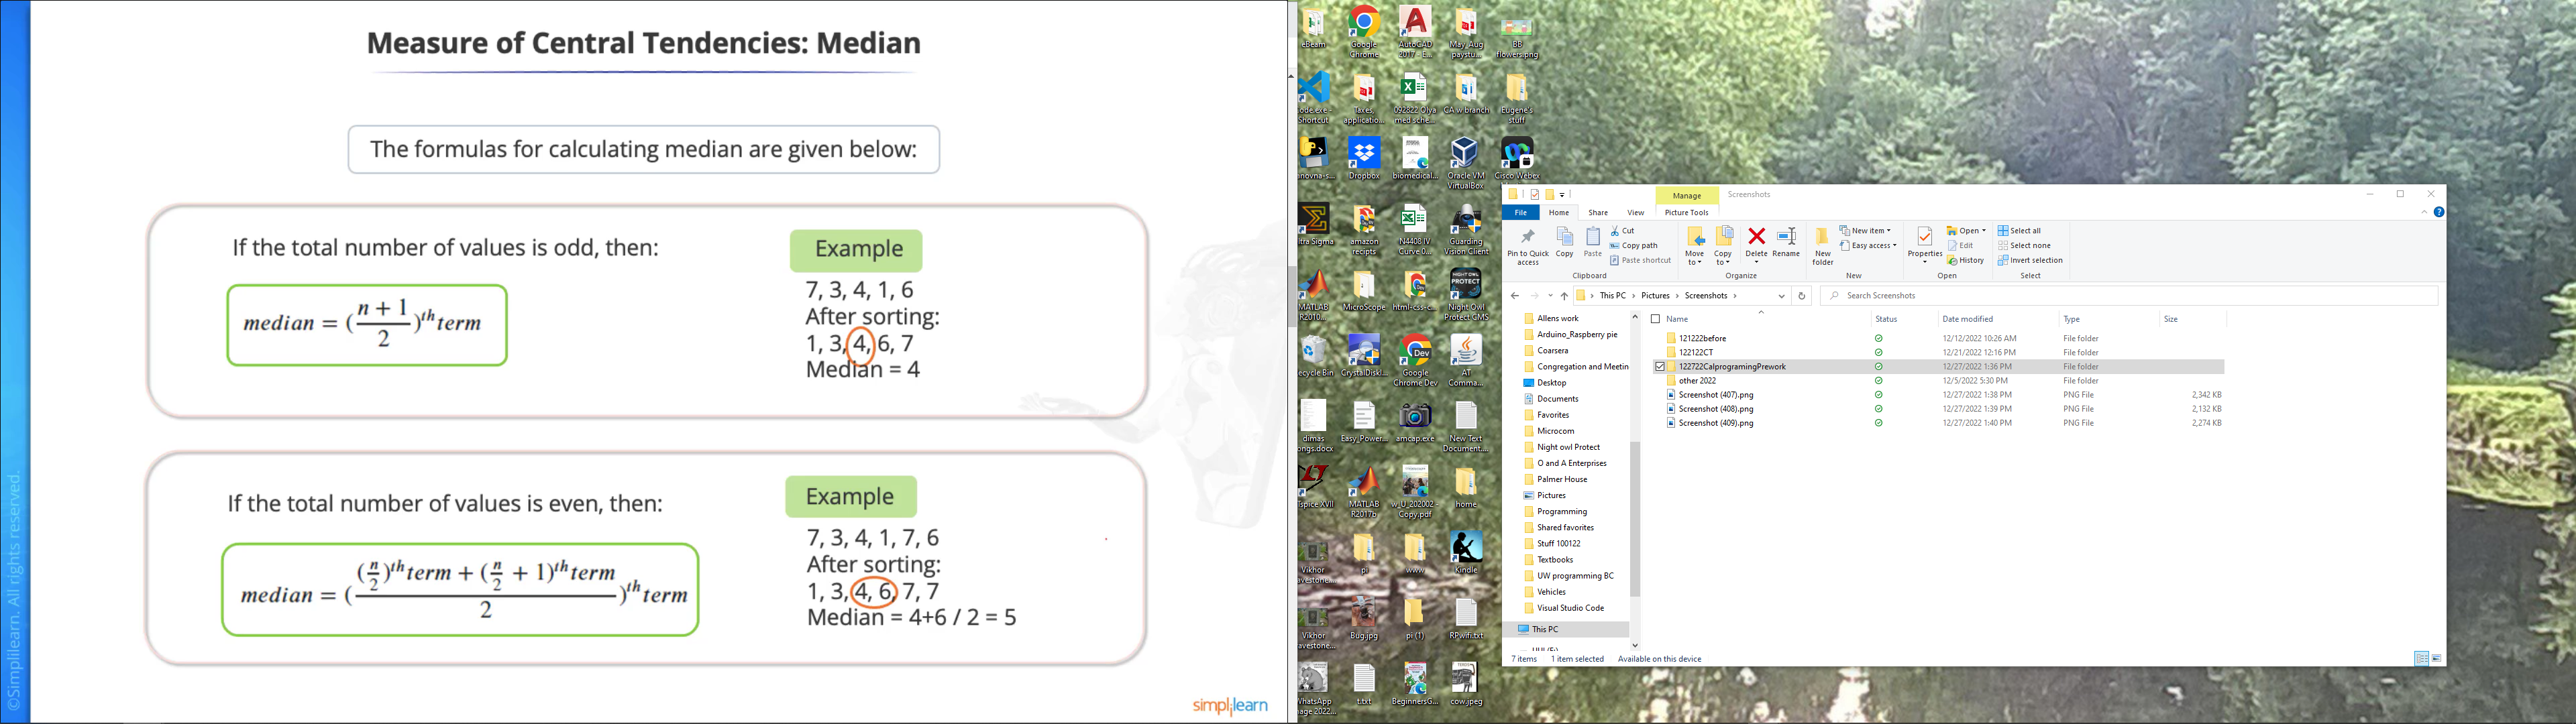 Measure of Central Tendencies: Median
The formulas for calculating median are given below:
If the total number of values is odd, then:
median = (n + 1 / 2)th term
Example
7, 3, 4, 1, 6
After sorting:
1, 3, 4, 6, 7
Median = 4
If the total number of values is even, then:
median = ((n/2)th term + (n/2 + 1)th term / 2)th term
Example
7, 3, 4, 1, 7, 6
After sorting:
1, 3, 4, 6, 7, 7
Median = 4+6 / 2 = 5
©Simplilearn. All rights reserved.
simplilearn
eBeam
Google
Chrome
AutoCAD
2017 - E...
May_Aug
paystu...
BB
flowers.png
ode.exe -
Shortcut
Taxes,
applicatio...
092822 Olya
med sche...
CA w branch
Eugene's
stuff
Dropbox
biomedical...
Oracle VM
VirtualBox
Cisco Webex
ltra Sigma
amazon
recipts
N4408 IV
Curve 0...
Guarding
Vision Client
MATLAB
R2010...
MicroScope
html-css-c...
Night Owl
Protect CMS
ecycle Bin
CrystalDiskI...
Google
Chrome Dev
AT
Comma...
dimas
ongs.docx
Easy_Power...
amcap.exe
New Text
Document...
Tspice XVII
MATLAB
R2017b
w_U_202002 -
Copy.pdf
home
Vikhor
avestone...
pi
www
Kindle
Vikhor
avestone...
Bug.jpg
pi (1)
RPwifi.txt
WhatsApp
age 2022...
t.txt
BeginnersG...
cow.jpeg
Manage
Screenshots
File
Home
Share
View
Picture Tools
Pin to Quick
access
Copy
Paste
Cut
Copy path
Paste shortcut
Clipboard
Move
to
Copy
to
Delete
Rename
Organize
New
folder
New item
Easy access
New
Properties
Open
Edit
History
Open
Select all
Select none
Invert selection
Select
This PC
Pictures
Screenshots
Search Screenshots
Allens work
Arduino_Raspberry pie
Coarsera
Congregation and Meetin
Desktop
Documents
Favorites
Microcom
Night owl Protect
O and A Enterprises
Palmer House
Pictures
Programming
Shared favorites
Stuff 100122
Textbooks
UW programming BC
Vehicles
Visual Studio Code
This PC
Name Status Date modified Type Size
121222before 12/12/2022 10:26 AM File folder
122122CT 12/21/2022 12:16 PM File folder
122722CalprogramingPrework 12/27/2022 1:36 PM File folder
other 2022 12/5/2022 5:30 PM File folder
Screenshot (407).png 12/27/2022 1:38 PM PNG File 2,342 KB
Screenshot (408).png 12/27/2022 1:39 PM PNG File 2,132 KB
Screenshot (409).png 12/27/2022 1:40 PM PNG File 2,274 KB
7 items 1 item selected Available on this device